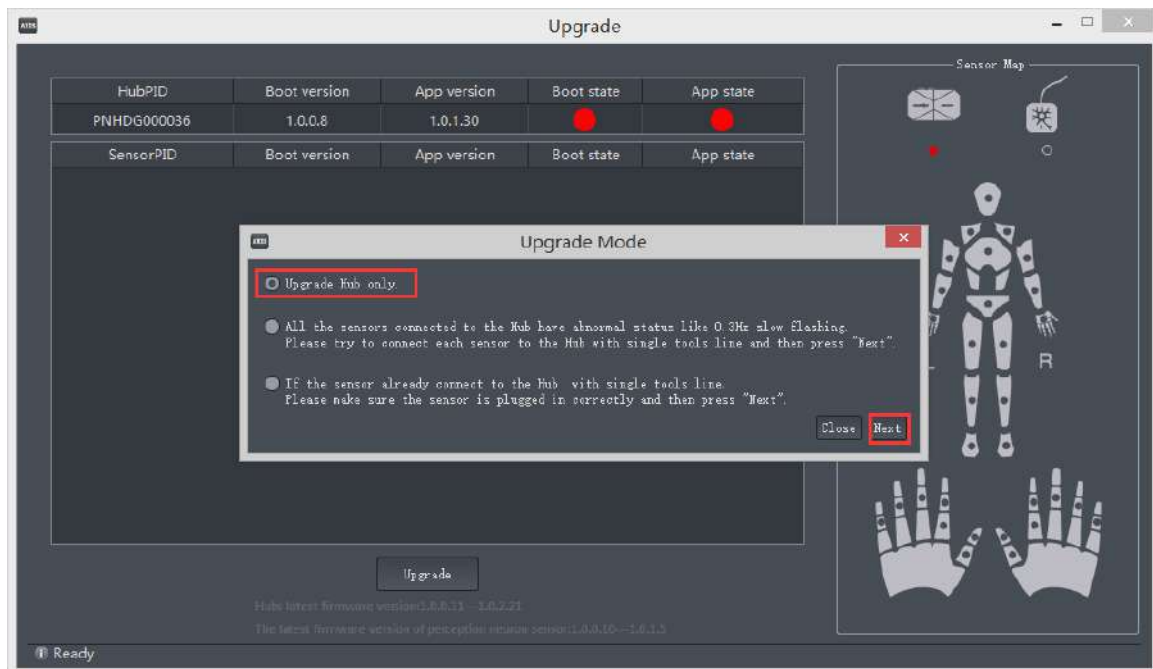 Upgrade
Sensor Map
HubPID Boot version App version Boot state App state
PNHDG000036 1.0.0.8 1.0.1.30
SensorPID Boot version App version Boot state App state
Upgrade Mode
Upgrade Hub only.
All the sensors connected to the Hub have abnormal status like 0.3Hz slow flashing.
Please try to connect each sensor to the Hub with single tools line and then press "Next".
If the sensor already connect to the Hub with single tools line.
Please make sure the sensor is plugged in correctly and then press "Next".
Close Next
R
Upgrade
Hubs latest firmware version:1.0.0.11---1.0.2.21
The latest firmware version of perception neuron sensor:1.0.0.10---1.0.1.5
Ready